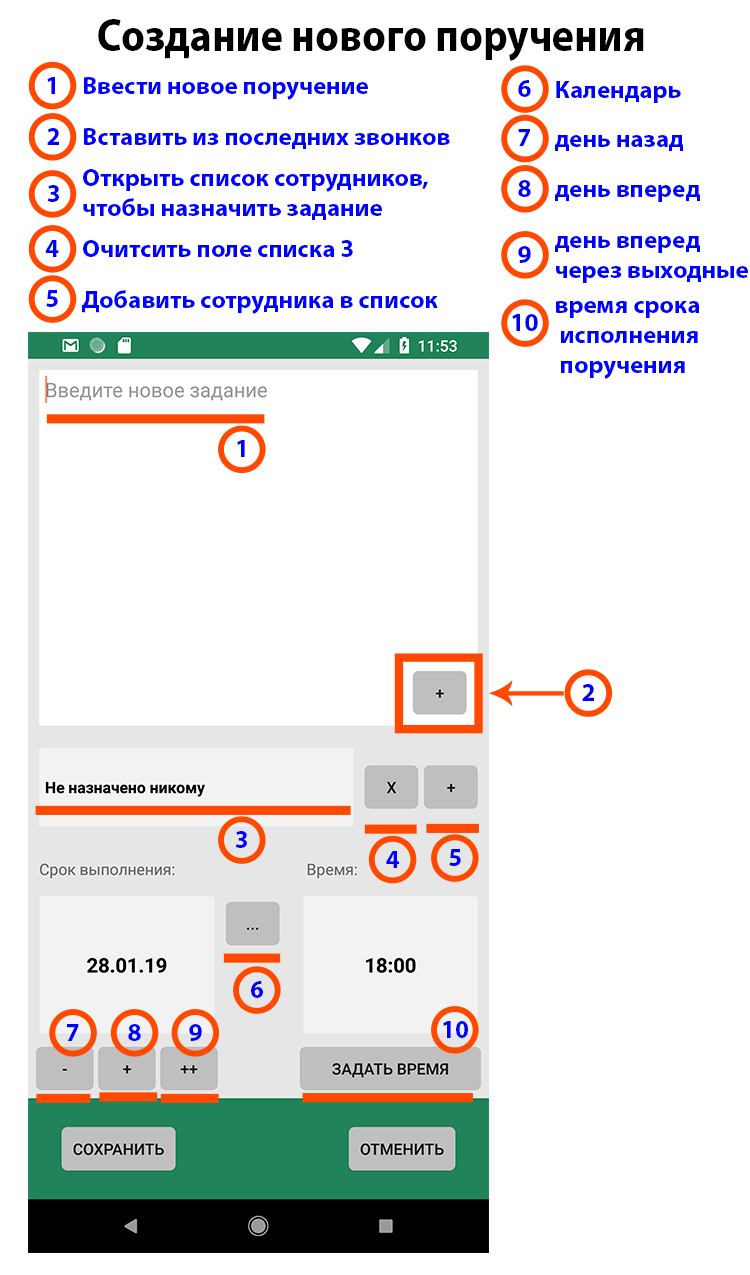 Создание нового поручения
1 Ввести новое поручение
2 Вставить из последних звонков
3 Открыть список сотрудников,
чтобы назначить задание
4 Очитсить поле списка 3
5 Добавить сотрудника в список
6 Календарь
7 день назад
8 день вперед
9 день вперед
через выходные
10 время срока
исполнения
поручения
11:53
Введите новое задание
1
+
2
Не назначено никому
X
+
3
4
5
Срок выполнения:
Время:
...
28.01.19
18:00
6
7
8
9
10
-
+
++
ЗАДАТЬ ВРЕМЯ
СОХРАНИТЬ
ОТМЕНИТЬ